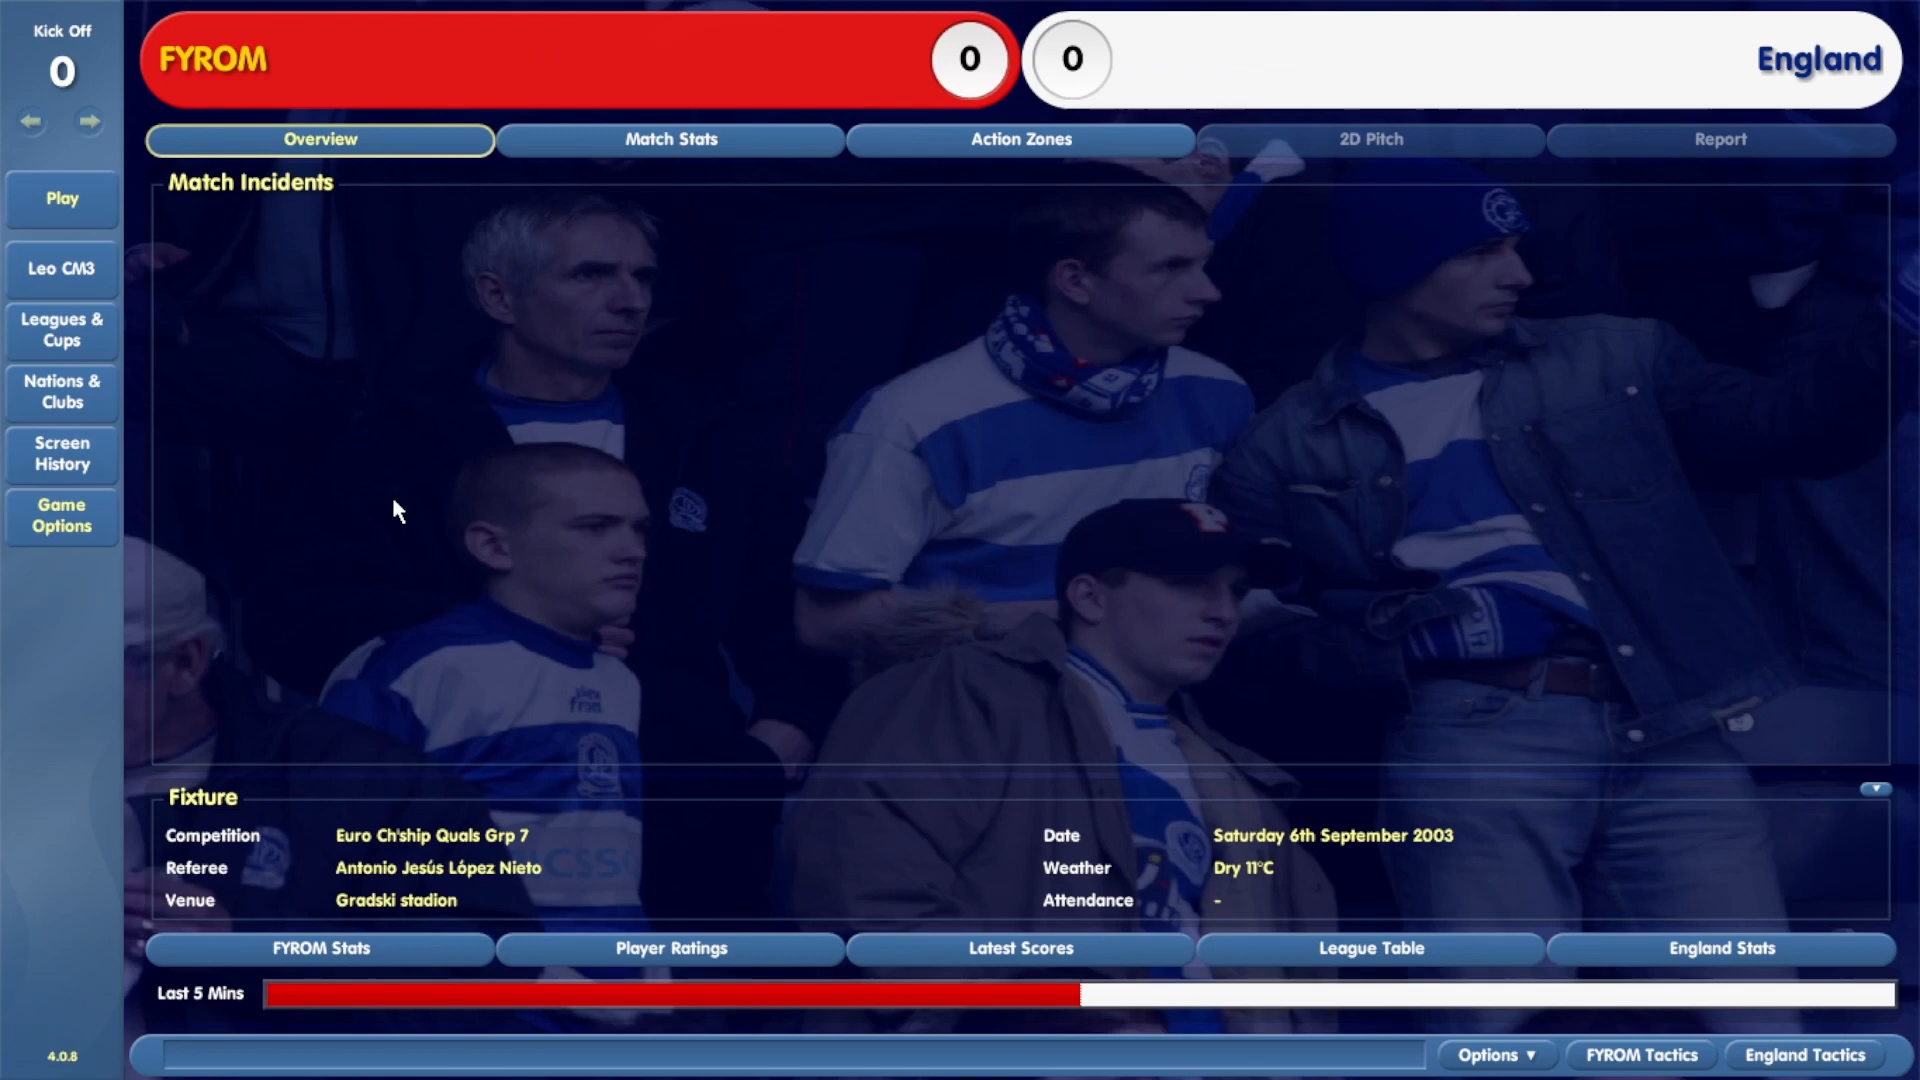 Kick Off
0
FYROM
0
0
England
Overview
Match Stats
Action Zones
2D Pitch
Report
Match Incidents
Play
Leo CM3
Leagues &
Cups
Nations &
Clubs
Screen
History
Game
Options
Fixture
Competition
Euro Ch'ship Quals Grp 7
Date
Saturday 6th September 2003
Referee
Antonio Jesús López Nieto
Weather
Dry 11°C
Venue
Gradski stadion
Attendance
-
FYROM Stats
Player Ratings
Latest Scores
League Table
England Stats
Last 5 Mins
4.0.8
Options ▼
FYROM Tactics
England Tactics